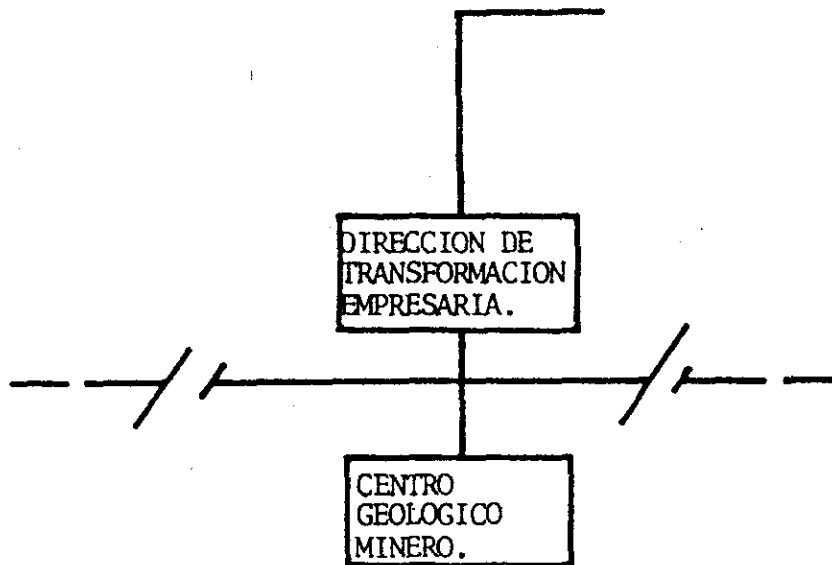 DIRECCION DE
TRANSFORMACION
EMPRESARIA.
CENTRO
GEOLOGICO
MINERO.